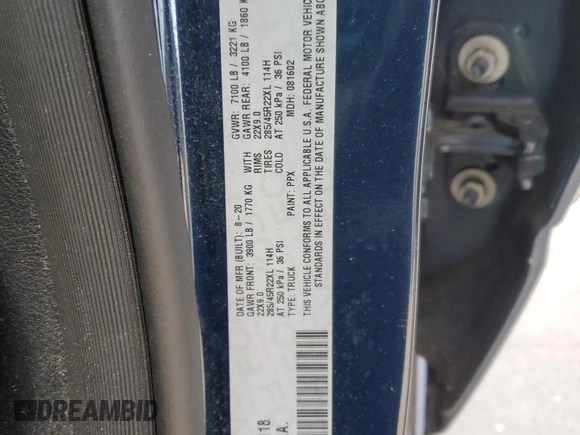 DATE OF MFR (BUILT): 8-20 GVWR: 7100 LB / 3221 KG
GAWR FRONT: 3900 LB / 1770 KG WITH GAWR REAR: 4100 LB / 1860 KG
22X9.0 RIMS 22X9.0
285/45R22XL 114H TIRES 285/45R22XL 114H
AT 250 kPa / 36 PSI COLD AT 250 kPa / 36 PSI
TYPE: TRUCK PAINT: PPX MDH: 081602
THIS VEHICLE CONFORMS TO ALL APPLICABLE U.S.A. FEDERAL MOTOR
STANDARDS IN EFFECT ON THE DATE OF MANUFACTURE SHOWN
118
DREAMBID